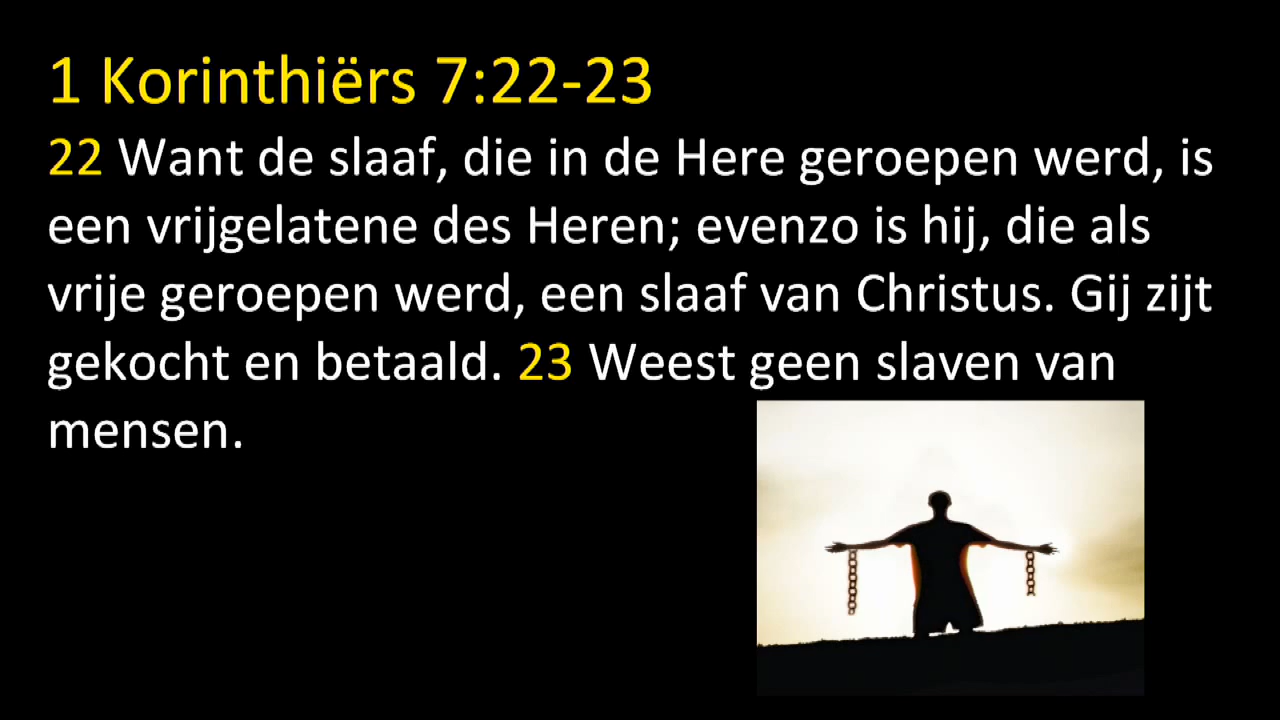 1 Korinthiërs 7:22-23
22 Want de slaaf, die in de Here geroepen werd, is
een vrijgelatene des Heren; evenzo is hij, die als
vrije geroepen werd, een slaaf van Christus. Gij zijt
gekocht en betaald. 23 Weest geen slaven van
mensen.